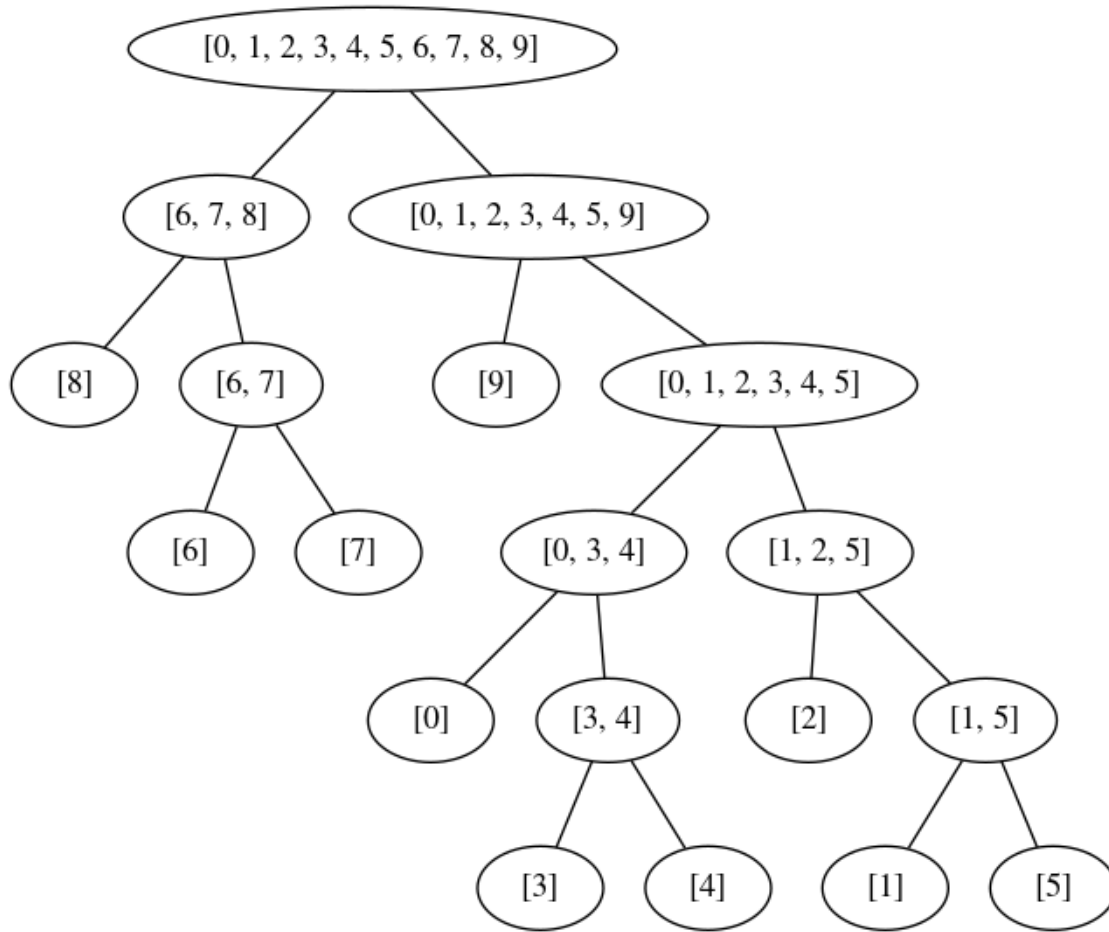 [0, 1, 2, 3, 4, 5, 6, 7, 8, 9]
[6, 7, 8]
[0, 1, 2, 3, 4, 5, 9]
[8]
[6, 7]
[9]
[0, 1, 2, 3, 4, 5]
[6]
[7]
[0, 3, 4]
[1, 2, 5]
[0]
[3, 4]
[2]
[1, 5]
[3]
[4]
[1]
[5]